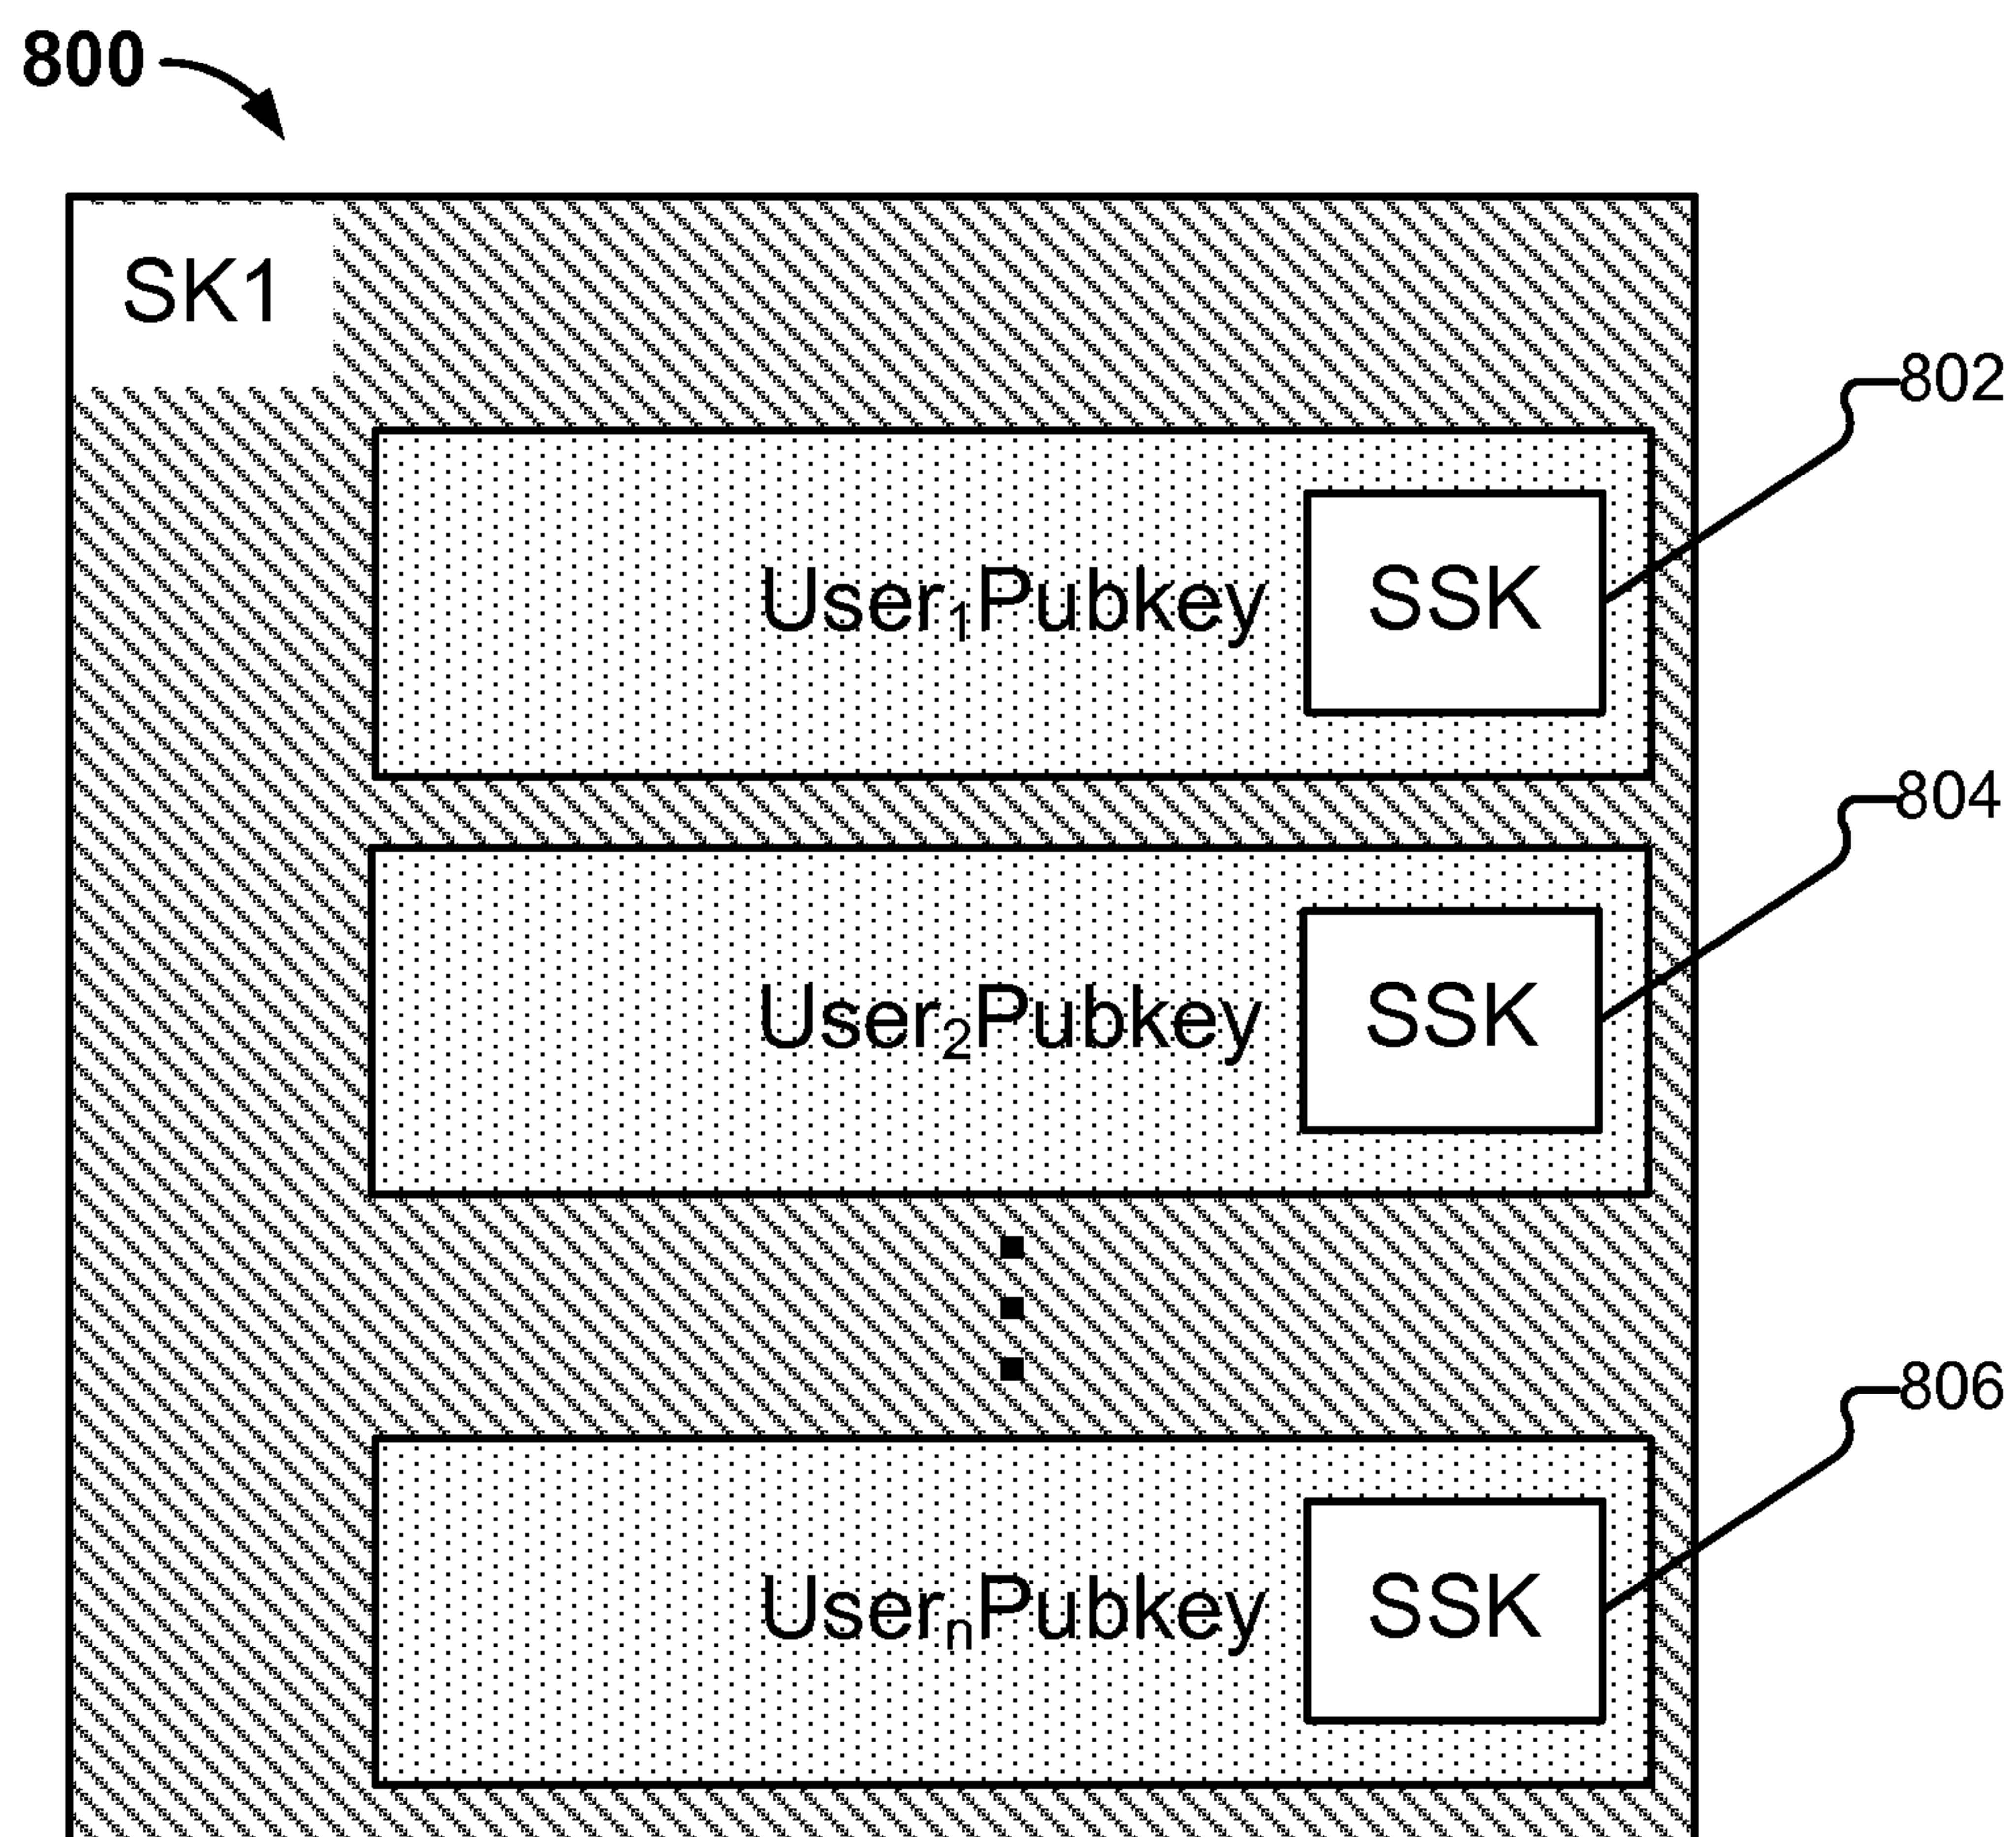 800
SK1
802
User₁Pubkey SSK
804
User₂Pubkey SSK
806
UserₙPubkey SSK